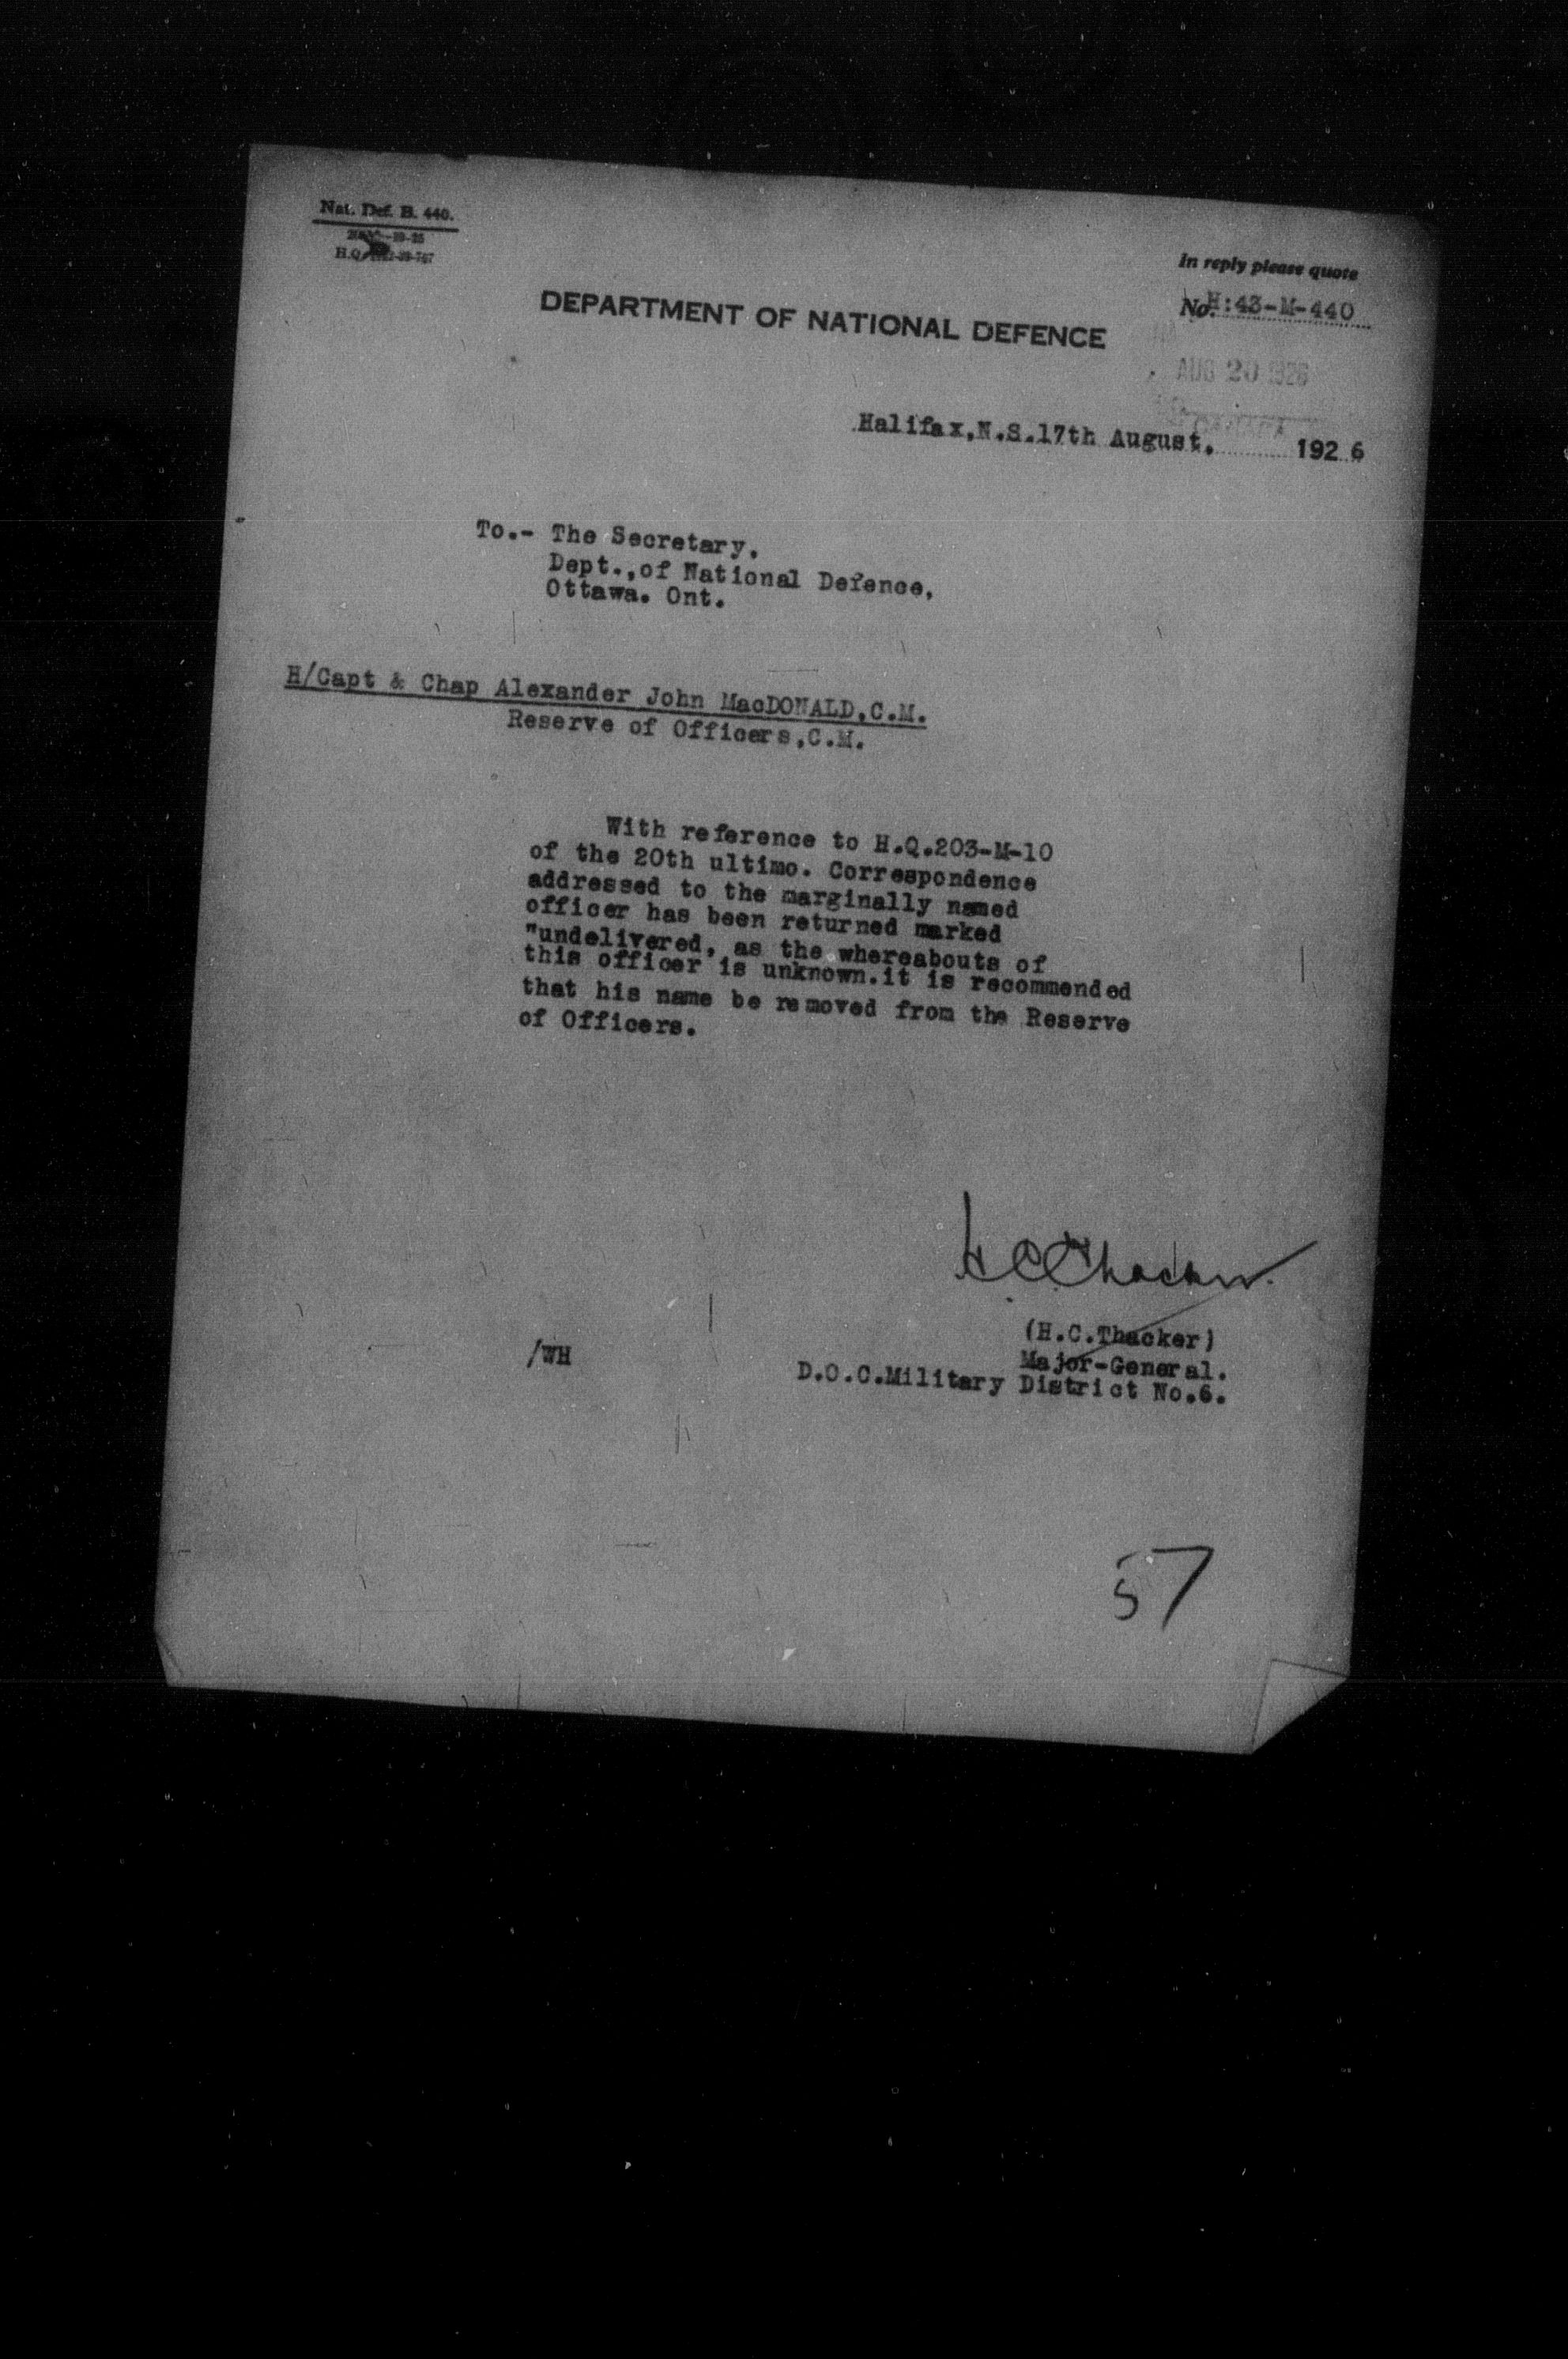 Nat. Def. B. 440.
In reply please quote
No. H:43-M-440
DEPARTMENT OF NATIONAL DEFENCE
AUG 20 1926
CANADA
Halifax,N.S.17th August. 192 6
To.- The Secretary.
Dept.,of National Defence,
Ottawa. Ont.
H/Capt & Chap Alexander John MacDONALD,C.M.
Reserve of Officers,C.M.
With reference to H.Q.203-M-10
of the 20th ultimo. Correspondence
addressed to the marginally named
officer has been returned marked
"undelivered, as the whereabouts of
this officer is unknown.it is recommended
that his name be removed from the Reserve
of Officers.
H C Thacker
(H.C.Thacker)
Major-General.
/WH
D.O.C.Military District No.6.
57